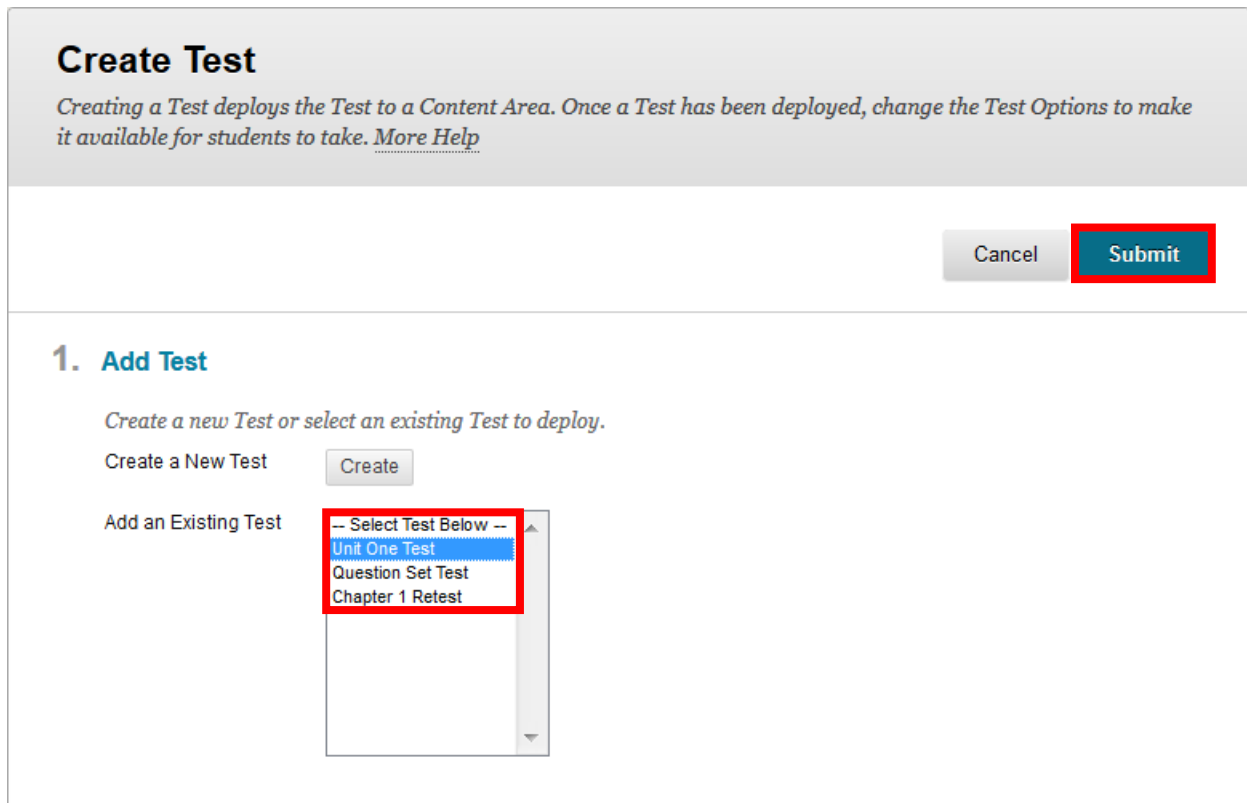 Create Test
Creating a Test deploys the Test to a Content Area. Once a Test has been deployed, change the Test Options to make
it available for students to take. More Help
Cancel
Submit
1. Add Test
Create a new Test or select an existing Test to deploy.
Create a New Test
Create
Add an Existing Test
-- Select Test Below --
Unit One Test
Question Set Test
Chapter 1 Retest